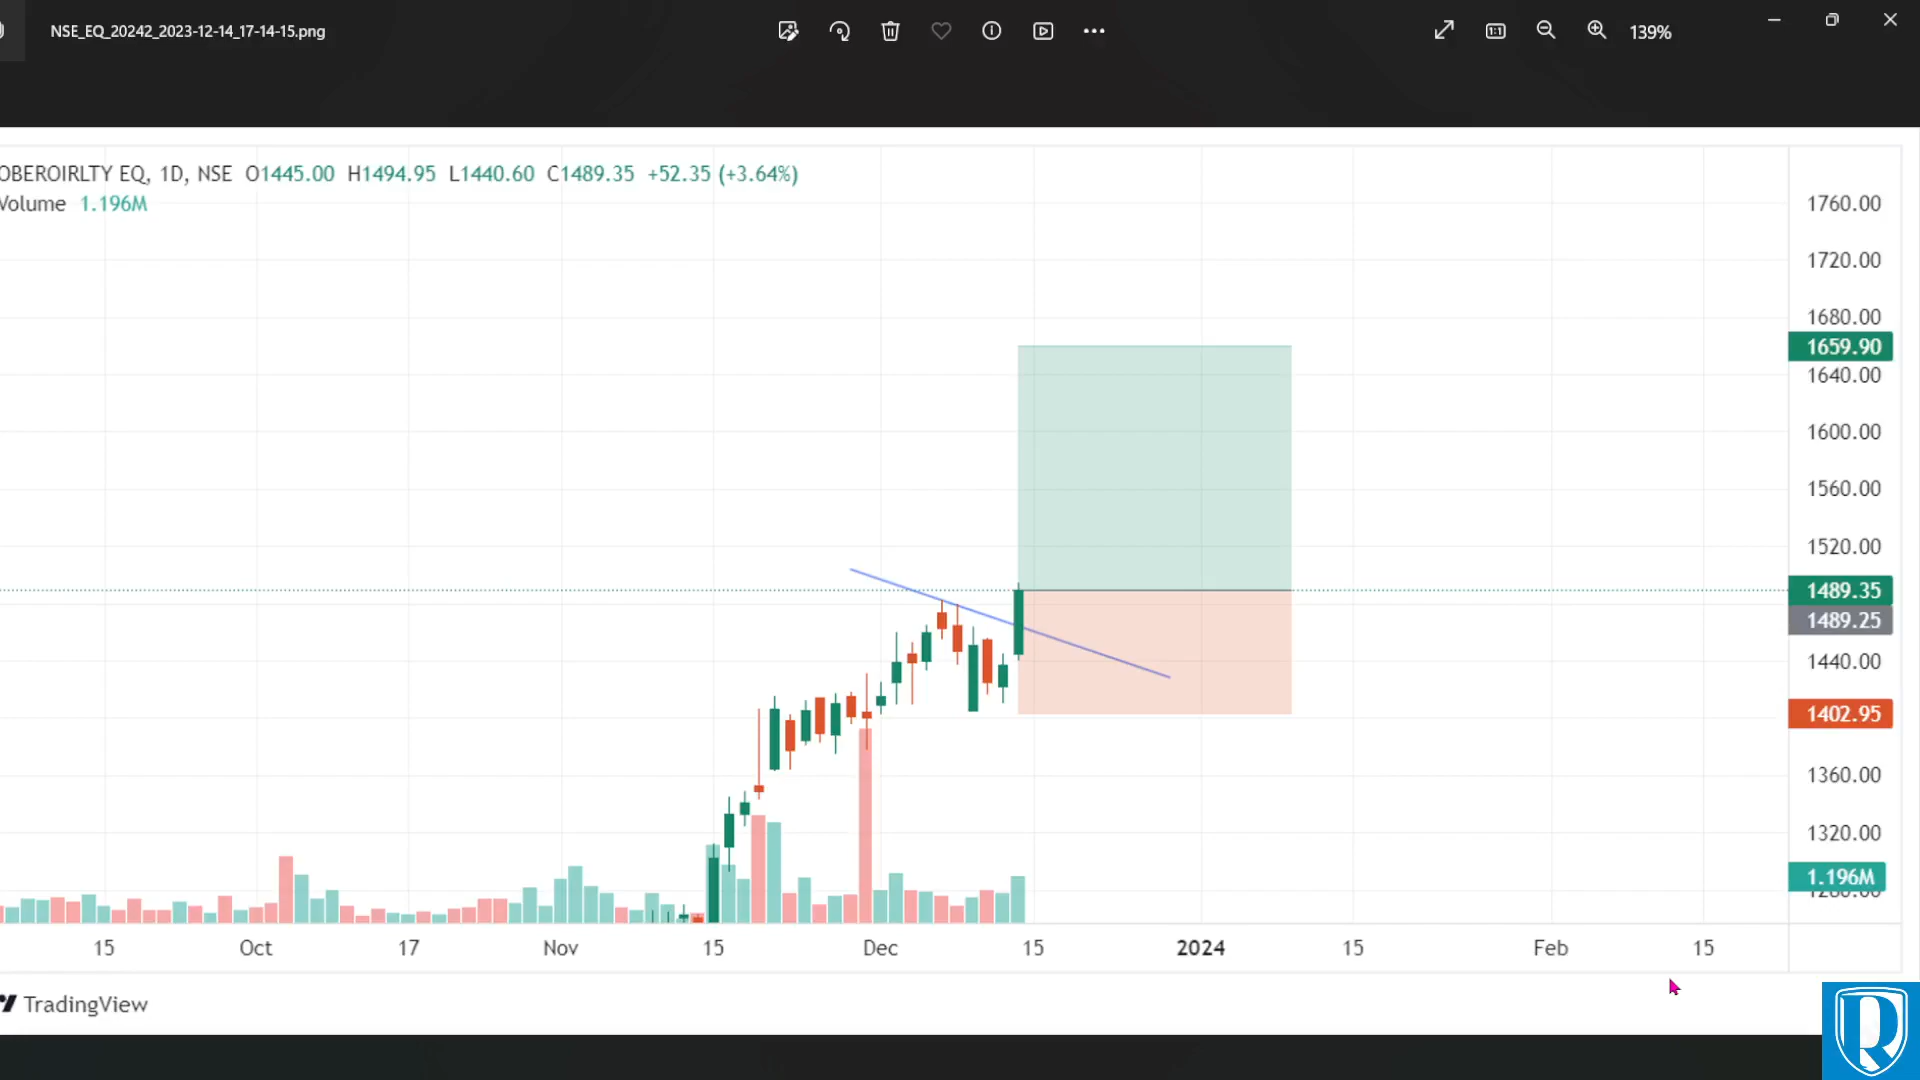 NSE_EQ_20242_2023-12-14_17-14-15.png
139%
OBEROIRLTY EQ, 1D, NSE O1445.00 H1494.95 L1440.60 C1489.35 +52.35 (+3.64%)
Volume 1.196M
1760.00
1720.00
1680.00
1659.90
1640.00
1600.00
1560.00
1520.00
1489.35
1489.25
1440.00
1402.95
1360.00
1320.00
1.196M
15 Oct 17 Nov 15 Dec 15 2024 15 Feb 15
TradingView